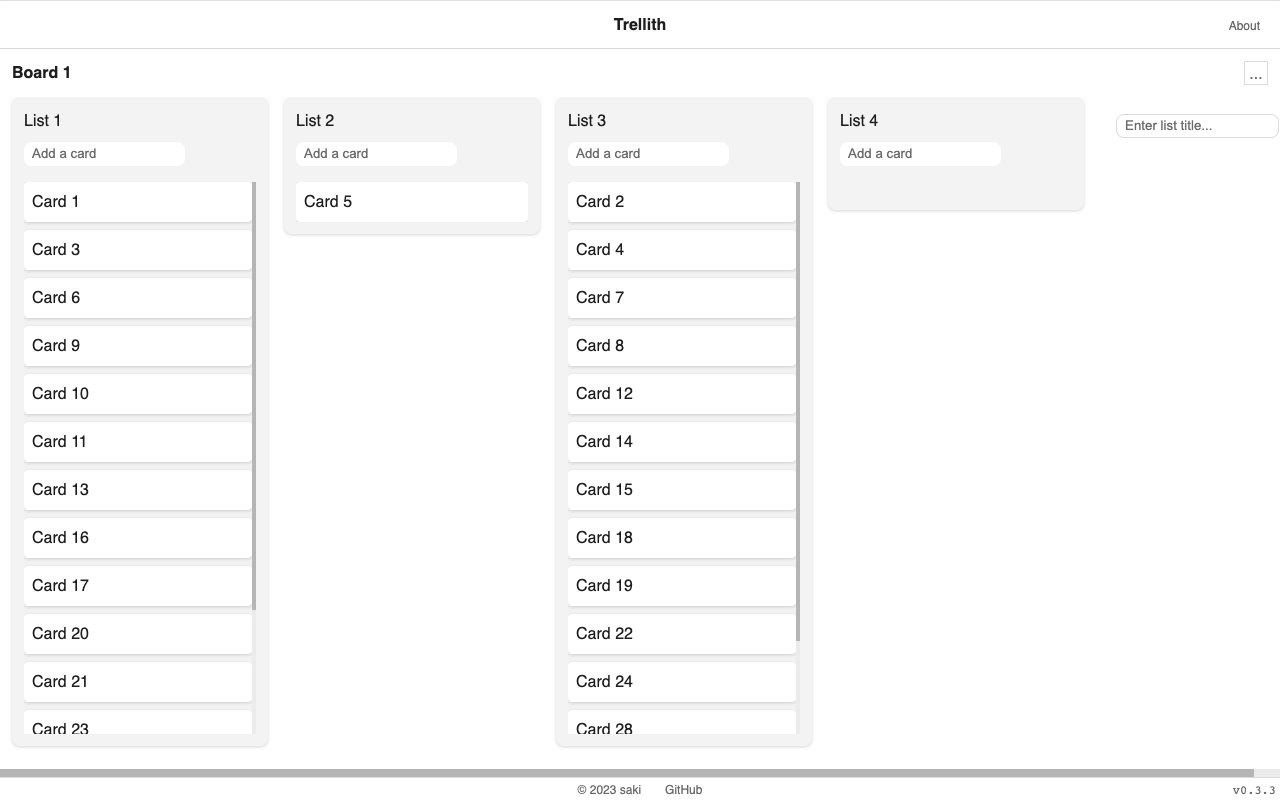 Trellith
About
Board 1
...
List 1
Add a card
Card 1
Card 3
Card 6
Card 9
Card 10
Card 11
Card 13
Card 16
Card 17
Card 20
Card 21
Card 23
List 2
Add a card
Card 5
List 3
Add a card
Card 2
Card 4
Card 7
Card 8
Card 12
Card 14
Card 15
Card 18
Card 19
Card 22
Card 24
Card 28
List 4
Add a card
Enter list title...
© 2023 saki GitHub
v0.3.3